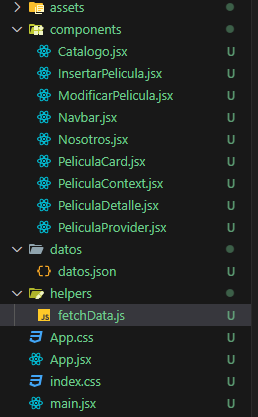 assets
components
Catalogo.jsx U
InsertarPelicula.jsx U
ModificarPelicula.jsx U
Navbar.jsx U
Nosotros.jsx U
PeliculaCard.jsx U
PeliculaContext.jsx U
PeliculaDetalle.jsx U
PeliculaProvider.jsx U
datos
{} datos.json U
helpers
JS fetchData.js U
App.css U
App.jsx U
index.css U
main.jsx U